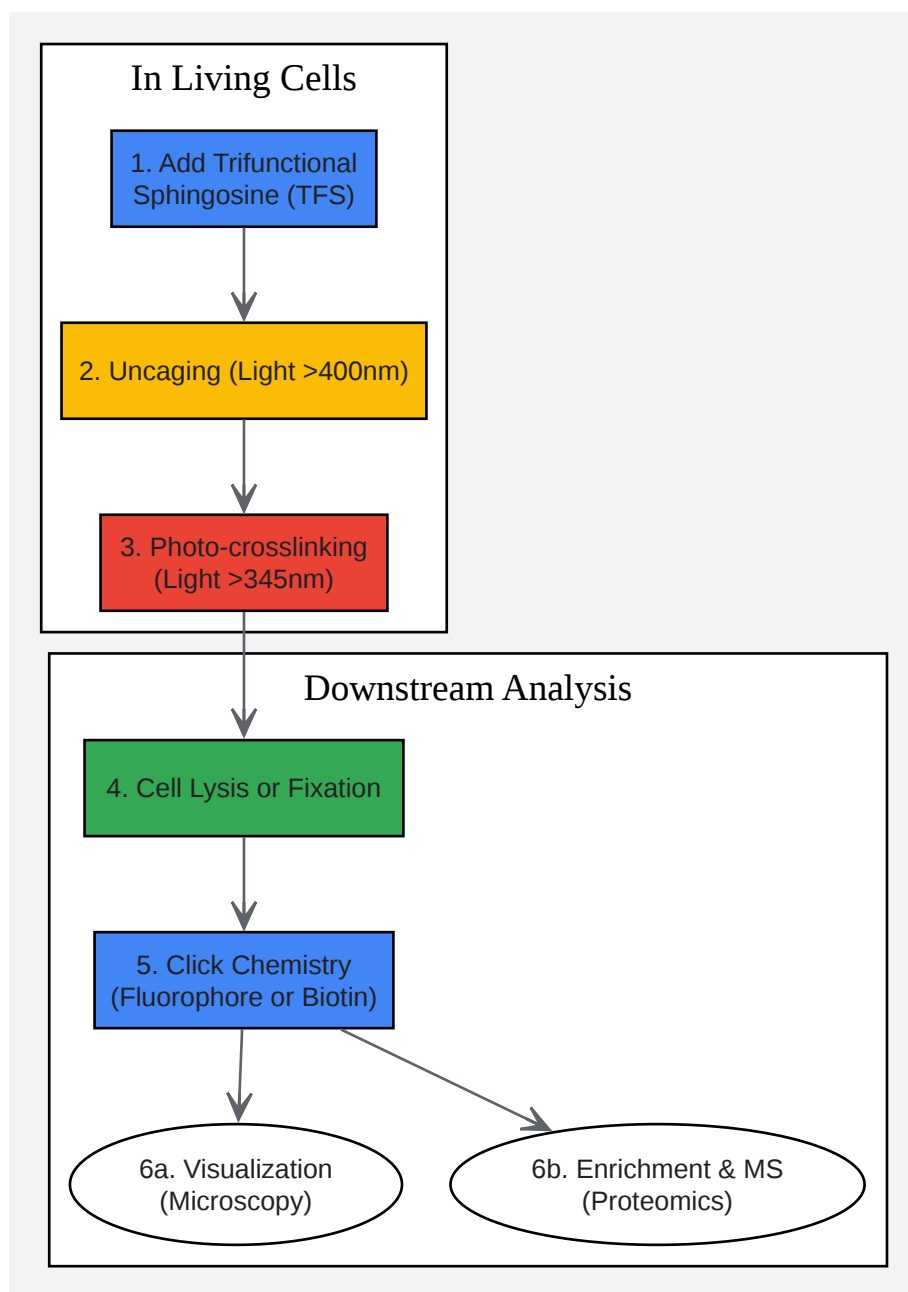 In Living Cells
1. Add Trifunctional
Sphingosine (TFS)
2. Uncaging (Light >400nm)
3. Photo-crosslinking
(Light >345nm)
Downstream Analysis
4. Cell Lysis or Fixation
5. Click Chemistry
(Fluorophore or Biotin)
6a. Visualization
(Microscopy)
6b. Enrichment & MS
(Proteomics)